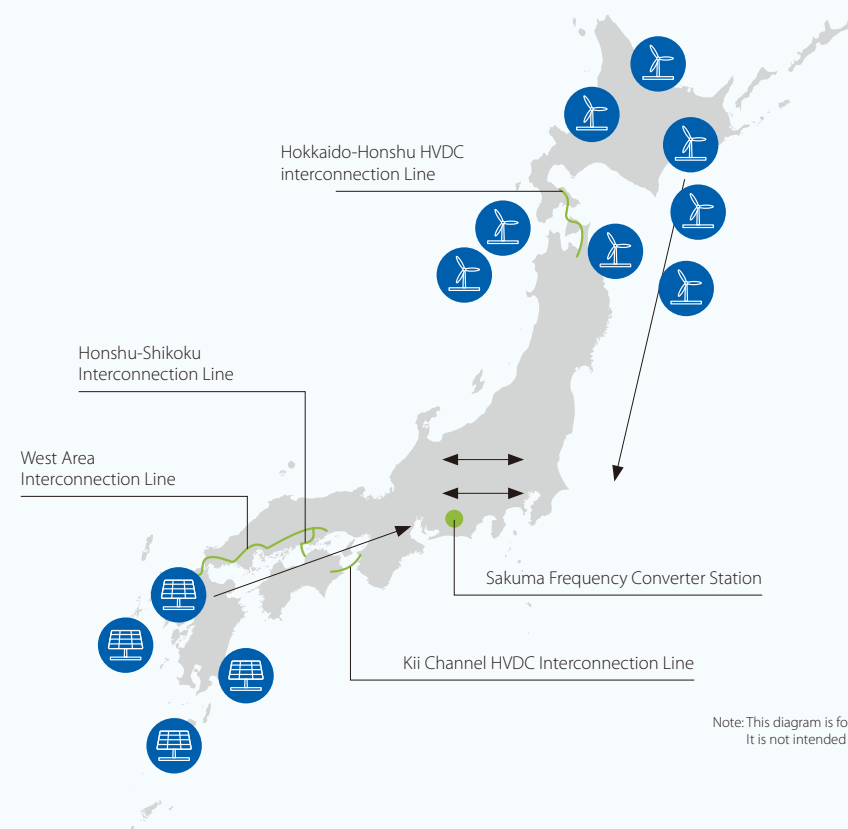 Hokkaido-Honshu HVDC
interconnection Line
Honshu-Shikoku
Interconnection Line
West Area
Interconnection Line
Sakuma Frequency Converter Station
Kii Channel HVDC Interconnection Line
Note: This diagram is fo
It is not intended